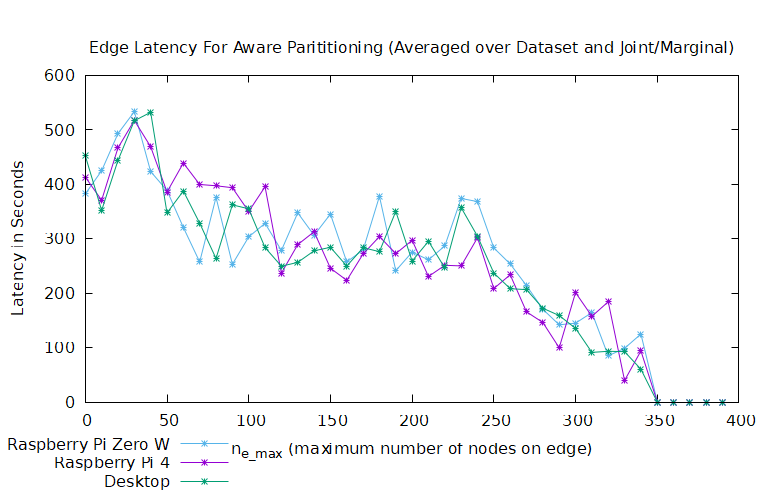 Edge Latency For Aware Parititioning (Averaged over Dataset and Joint/Marginal)
600
500
400
300
200
100
0
Latency in Seconds
0 50 100 150 200 250 300 350 400
n_e_max (maximum number of nodes on edge)
Raspberry Pi Zero W
Raspberry Pi 4
Desktop